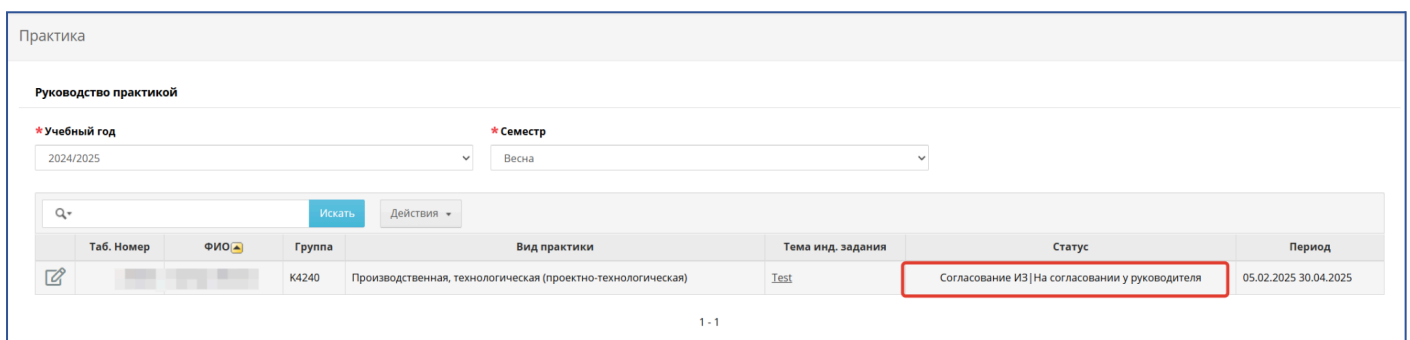 Практика
Руководство практикой
* Учебный год * Семестр
2024/2025 Весна
Искать Действия
Таб. Номер ФИО Группа Вид практики Тема инд. задания Статус Период
K4240 Производственная, технологическая (проектно-технологическая) Test Согласование ИЗ|На согласовании у руководителя 05.02.2025 30.04.2025
1 - 1